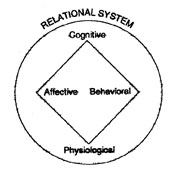 RELATIONAL SYSTEM
Cognitive
Affective Behavioral
Physiological